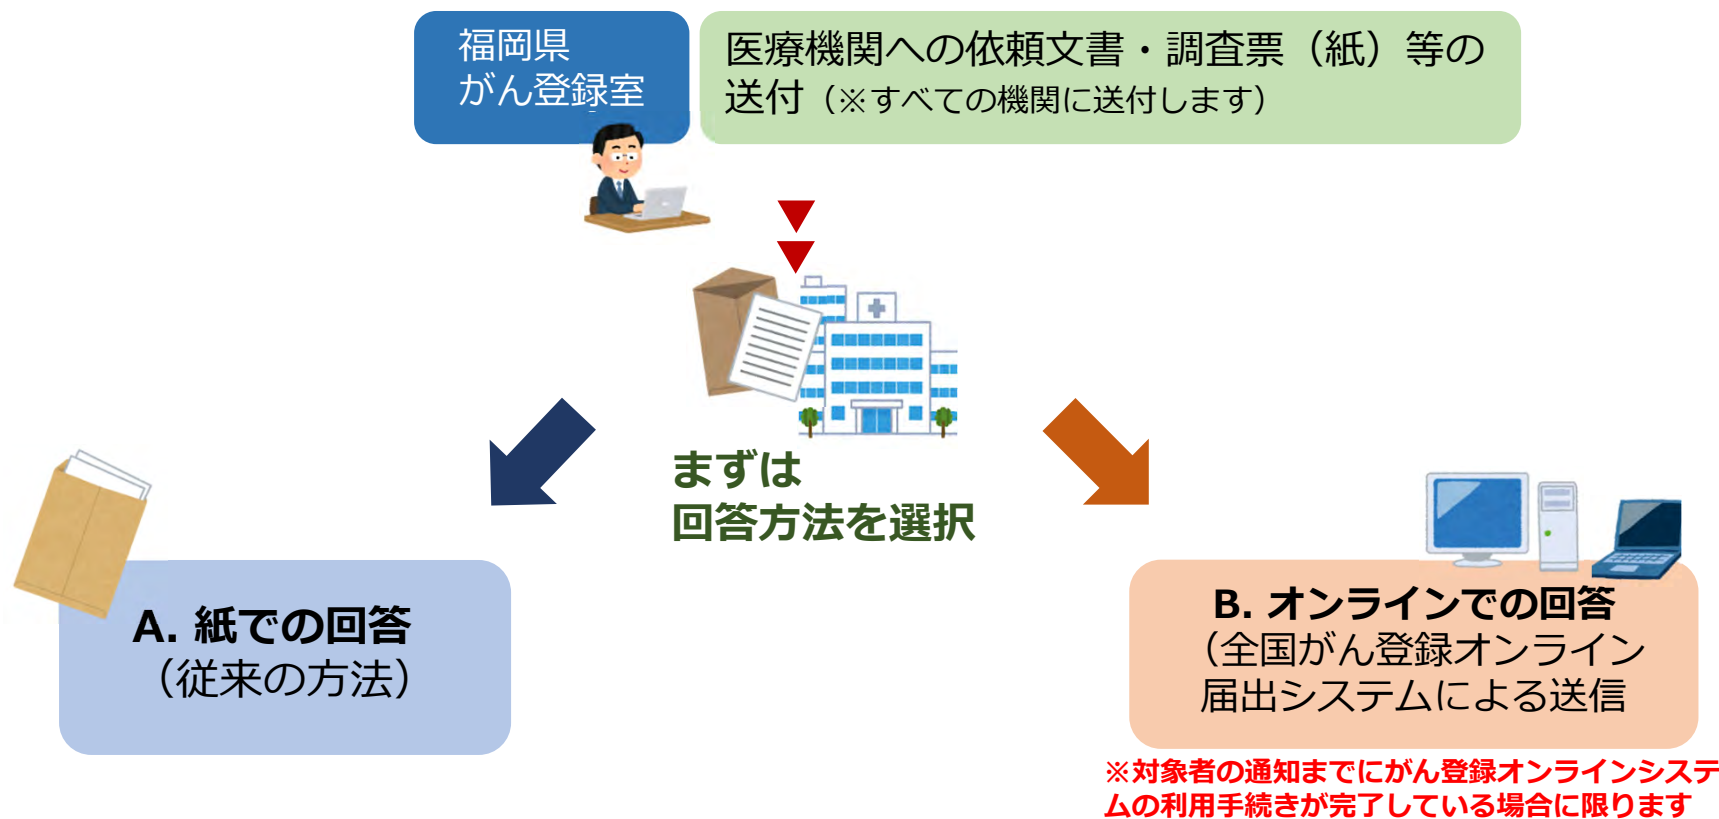 福岡県
がん登録室
医療機関への依頼文書・調査票（紙）等の
送付（※すべての機関に送付します）
まずは
回答方法を選択
A. 紙での回答
（従来の方法）
B. オンラインでの回答
（全国がん登録オンライン
届出システムによる送信
※対象者の通知までにがん登録オンラインシステ
ムの利用手続きが完了している場合に限ります